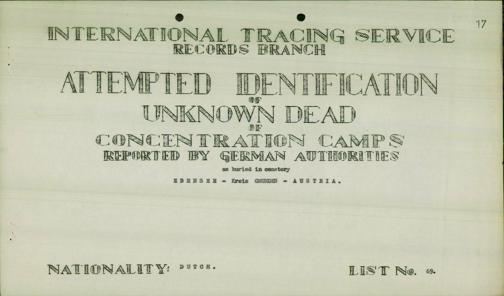 17
INTERNATIONAL TRACING SERVICE
RECORDS BRANCH
ATTEMPTED IDENTIFICATION
OF
UNKNOWN DEAD
OF
CONCENTRATION CAMPS
REPORTED BY GERMAN AUTHORITIES
as buried in cemetery
EBENSEE - Kreis GMUNDEN - AUSTRIA.
NATIONALITY: DUTCH.
LIST No. 49.